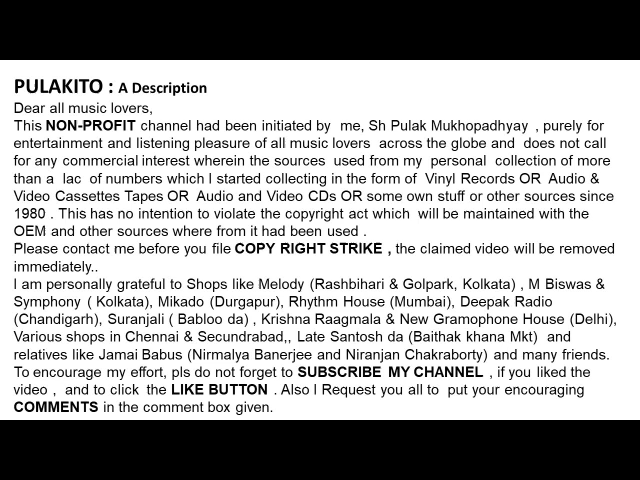 PULAKITO : A Description
Dear all music lovers,
This NON-PROFIT channel had been initiated by me, Sh Pulak Mukhopadhyay , purely for
entertainment and listening pleasure of all music lovers across the globe and does not call
for any commercial interest wherein the sources used from my personal collection of more
than a lac of numbers which I started collecting in the form of Vinyl Records OR Audio &
Video Cassettes Tapes OR Audio and Video CDs OR some own stuff or other sources since
1980 . This has no intention to violate the copyright act which will be maintained with the
OEM and other sources where from it had been used .
Please contact me before you file COPY RIGHT STRIKE , the claimed video will be removed
immediately..
I am personally grateful to Shops like Melody (Rashbihari & Golpark, Kolkata) , M Biswas &
Symphony ( Kolkata), Mikado (Durgapur), Rhythm House (Mumbai), Deepak Radio
(Chandigarh), Suranjali ( Babloo da) , Krishna Raagmala & New Gramophone House (Delhi),
Various shops in Chennai & Secundrabad,, Late Santosh da (Baithak khana Mkt) and
relatives like Jamai Babus (Nirmalya Banerjee and Niranjan Chakraborty) and many friends.
To encourage my effort, pls do not forget to SUBSCRIBE MY CHANNEL , if you liked the
video , and to click the LIKE BUTTON . Also I Request you all to put your encouraging
COMMENTS in the comment box given.